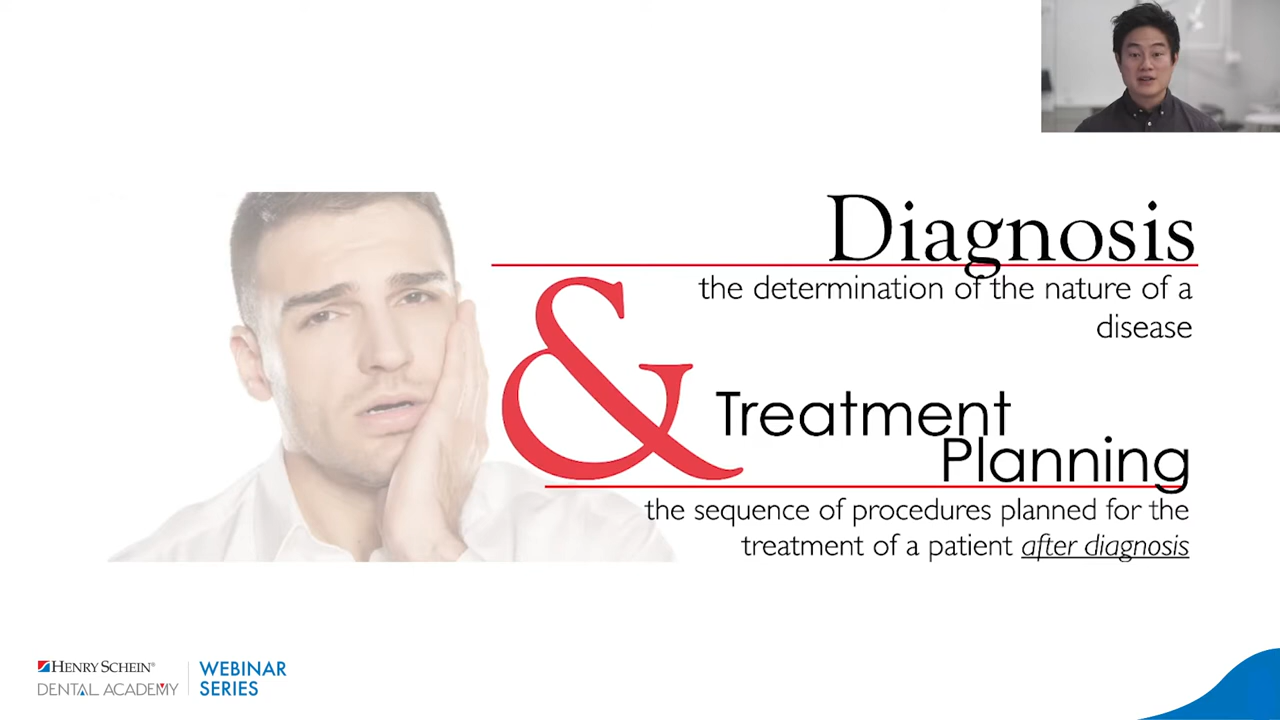 Diagnosis
the determination of the nature of a
disease
&
Treatment
Planning
the sequence of procedures planned for the
treatment of a patient after diagnosis
HENRY SCHEIN®
DENTAL ACADEMY
WEBINAR
SERIES